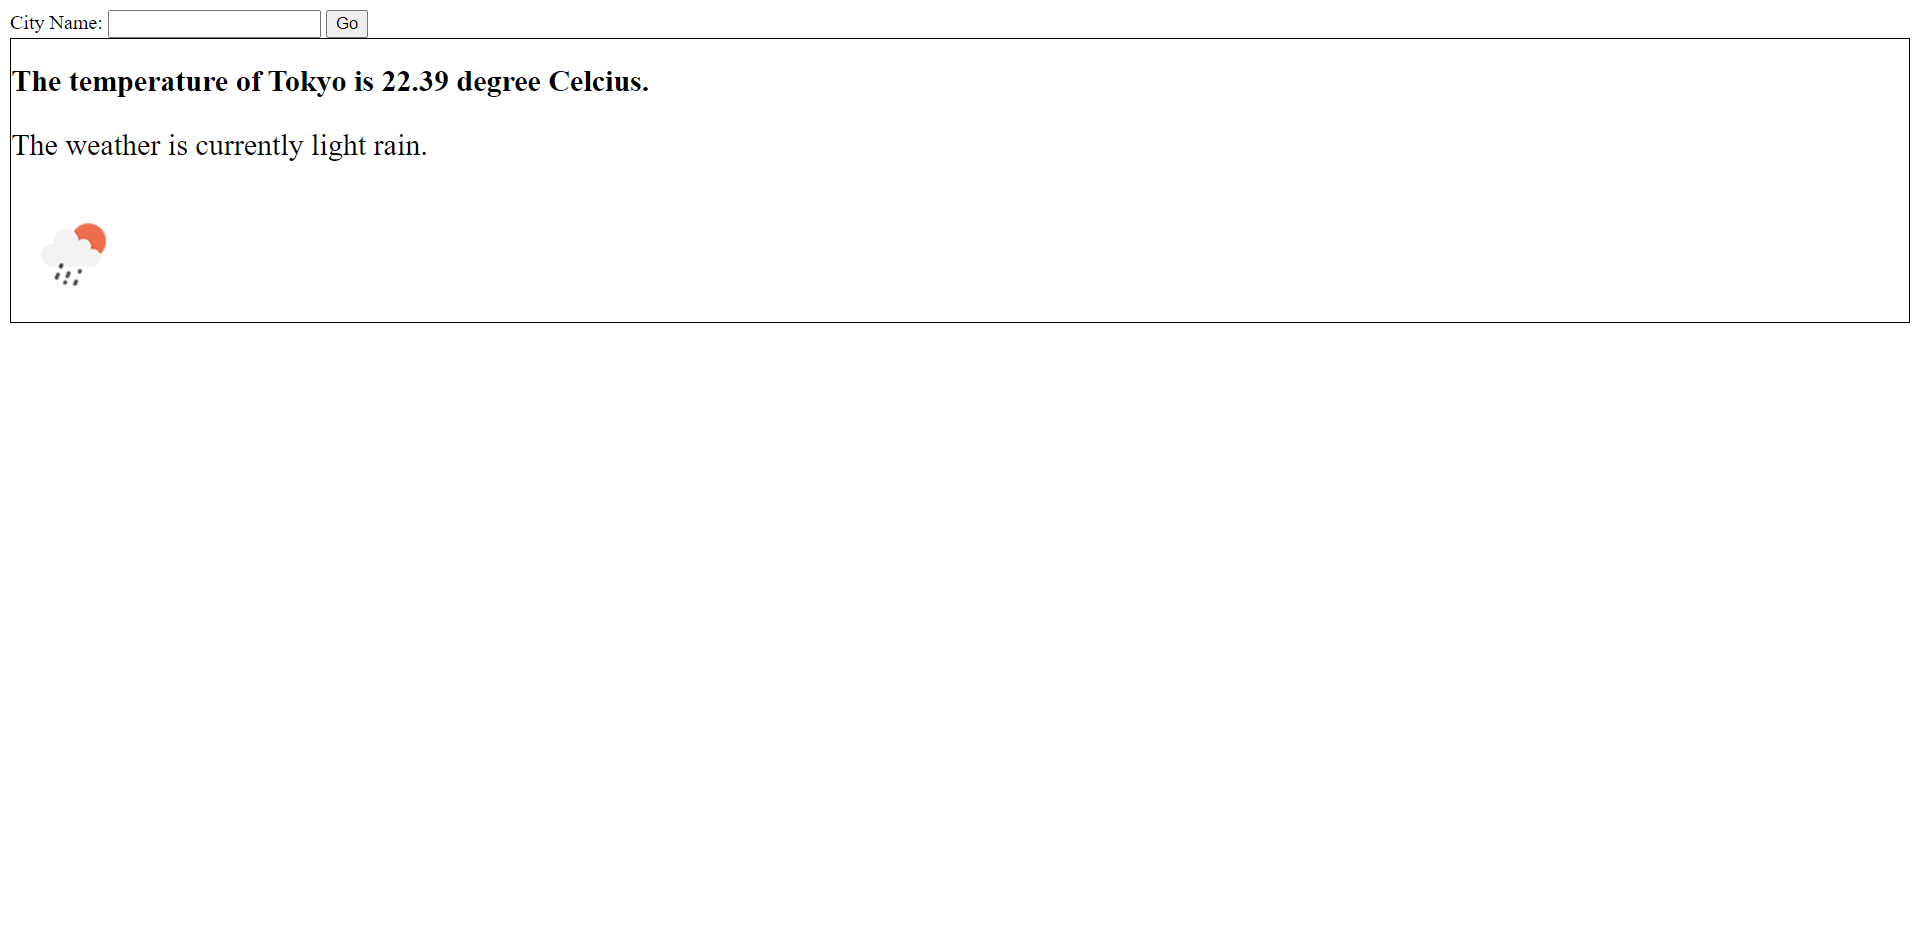 City Name: Go
The temperature of Tokyo is 22.39 degree Celcius.
The weather is currently light rain.